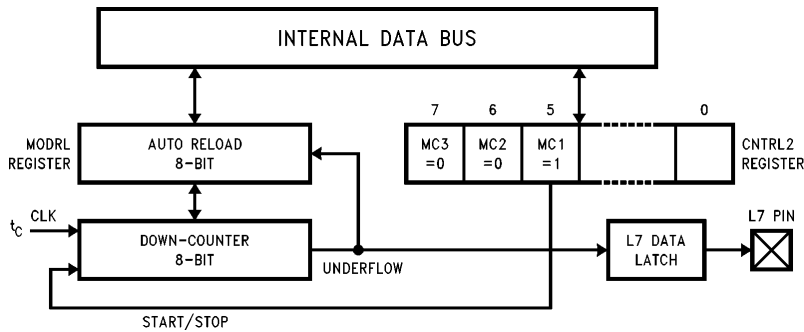 INTERNAL DATA BUS
7 6 5 0
MODRL
REGISTER
AUTO RELOAD
8-BIT
MC3
=0
MC2
=0
MC1
=1
CNTRL2
REGISTER
tC CLK
DOWN-COUNTER
8-BIT
UNDERFLOW
L7 DATA
LATCH
L7 PIN
START/STOP